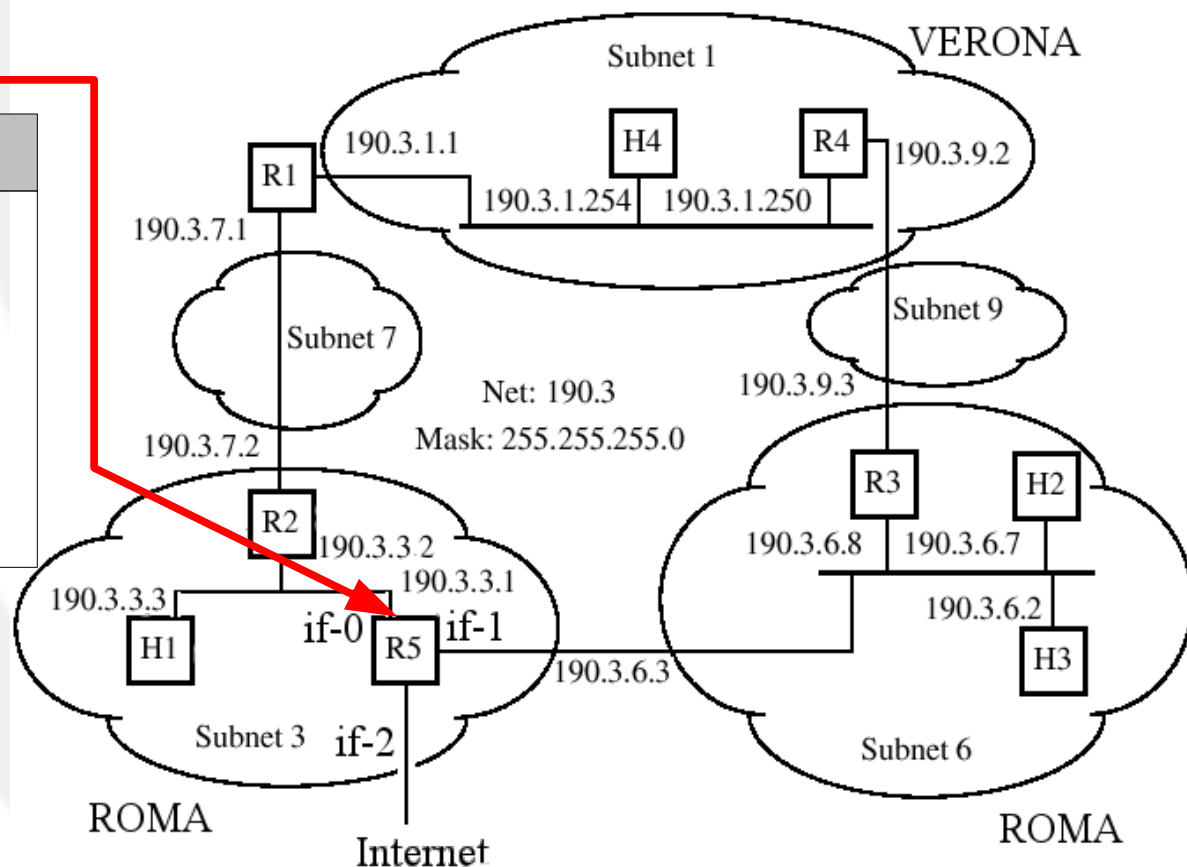 VERONA
Subnet 1
H4
R4
190.3.1.1
190.3.9.2
R1
190.3.1.254
190.3.1.250
190.3.7.1
Subnet 7
Subnet 9
Net: 190.3
190.3.9.3
Mask: 255.255.255.0
190.3.7.2
R3
H2
R2
190.3.3.2
190.3.6.8
190.3.6.7
190.3.3.1
190.3.3.3
190.3.6.2
if-0
if-1
H1
R5
H3
190.3.6.3
Subnet 3
if-2
Subnet 6
ROMA
ROMA
Internet